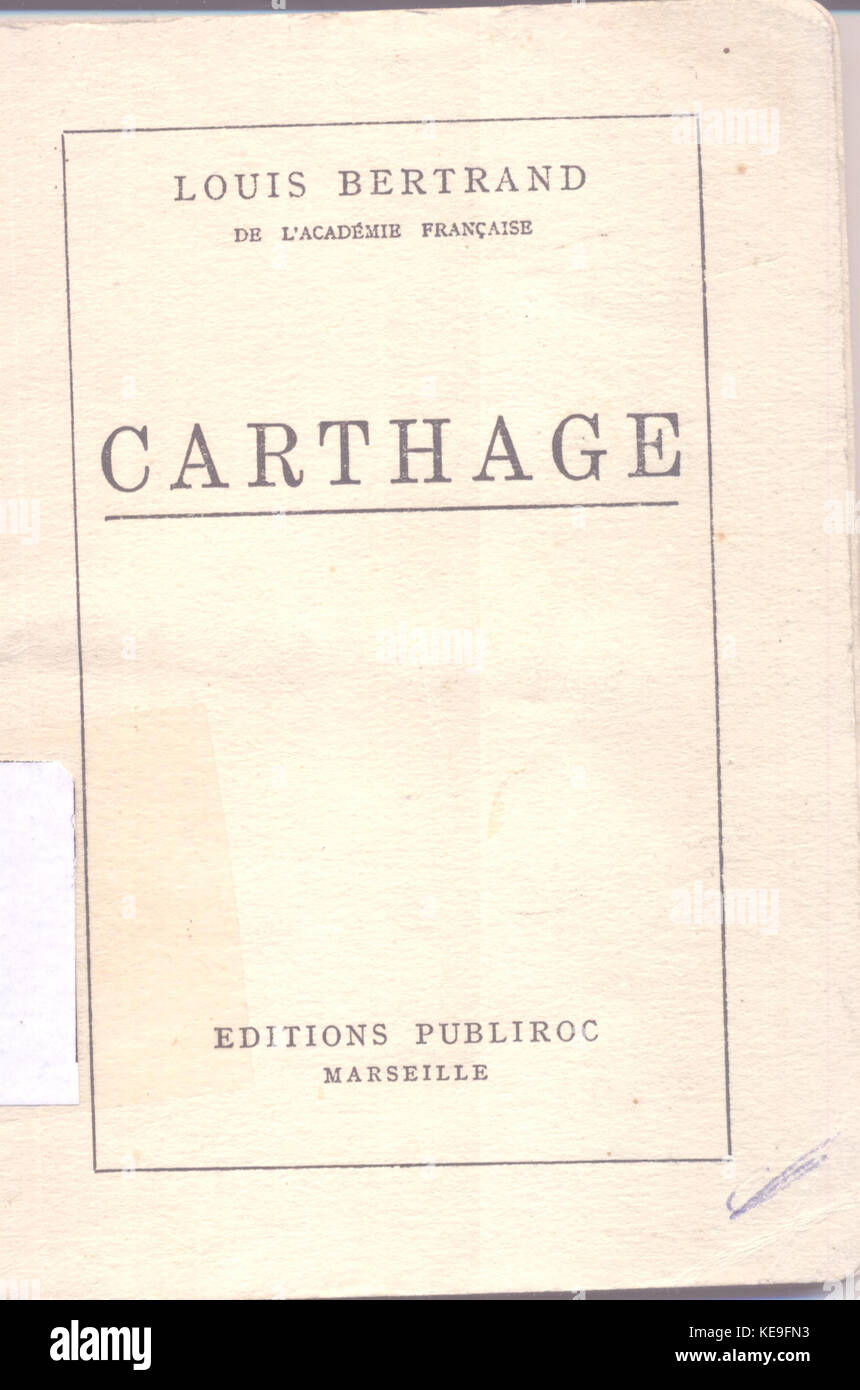 LOUIS BERTRAND
DE L'ACADÉMIE FRANÇAISE
CARTHAGE
EDITIONS PUBLIROC
MARSEILLE
alamy
Image ID: KE9FN3
www.alamy.com